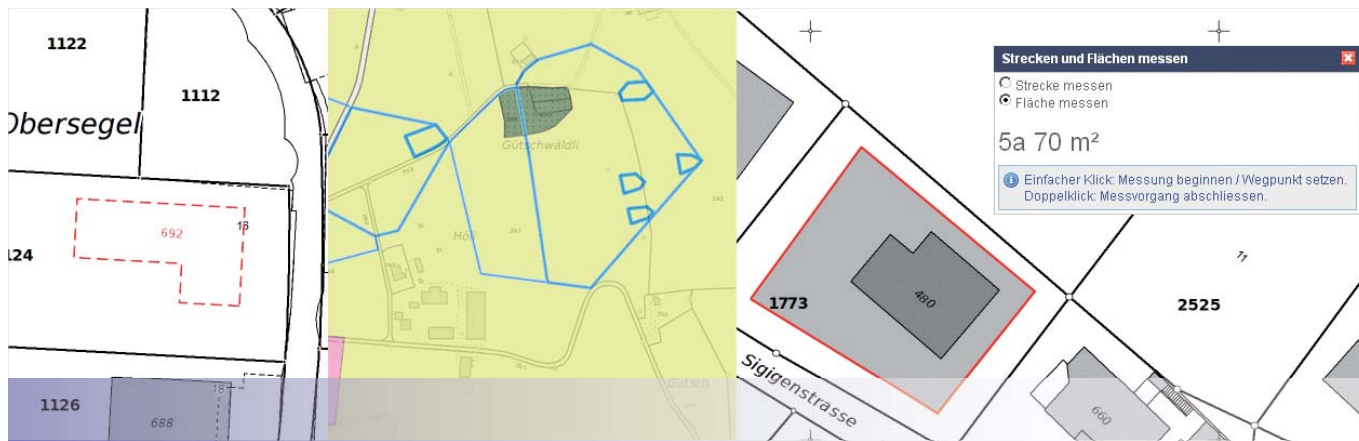 1122
1112
Obersegel
692
18
124
1126
688
18
Gütschwäldli
Höll
Gütsch
Strecken und Flächen messen
Strecke messen
Fläche messen
5a 70 m²
Einfacher Klick: Messung beginnen / Wegpunkt setzen.
Doppelklick: Messvorgang abschliessen.
11
480
1773
2525
Sigigenstrasse
660